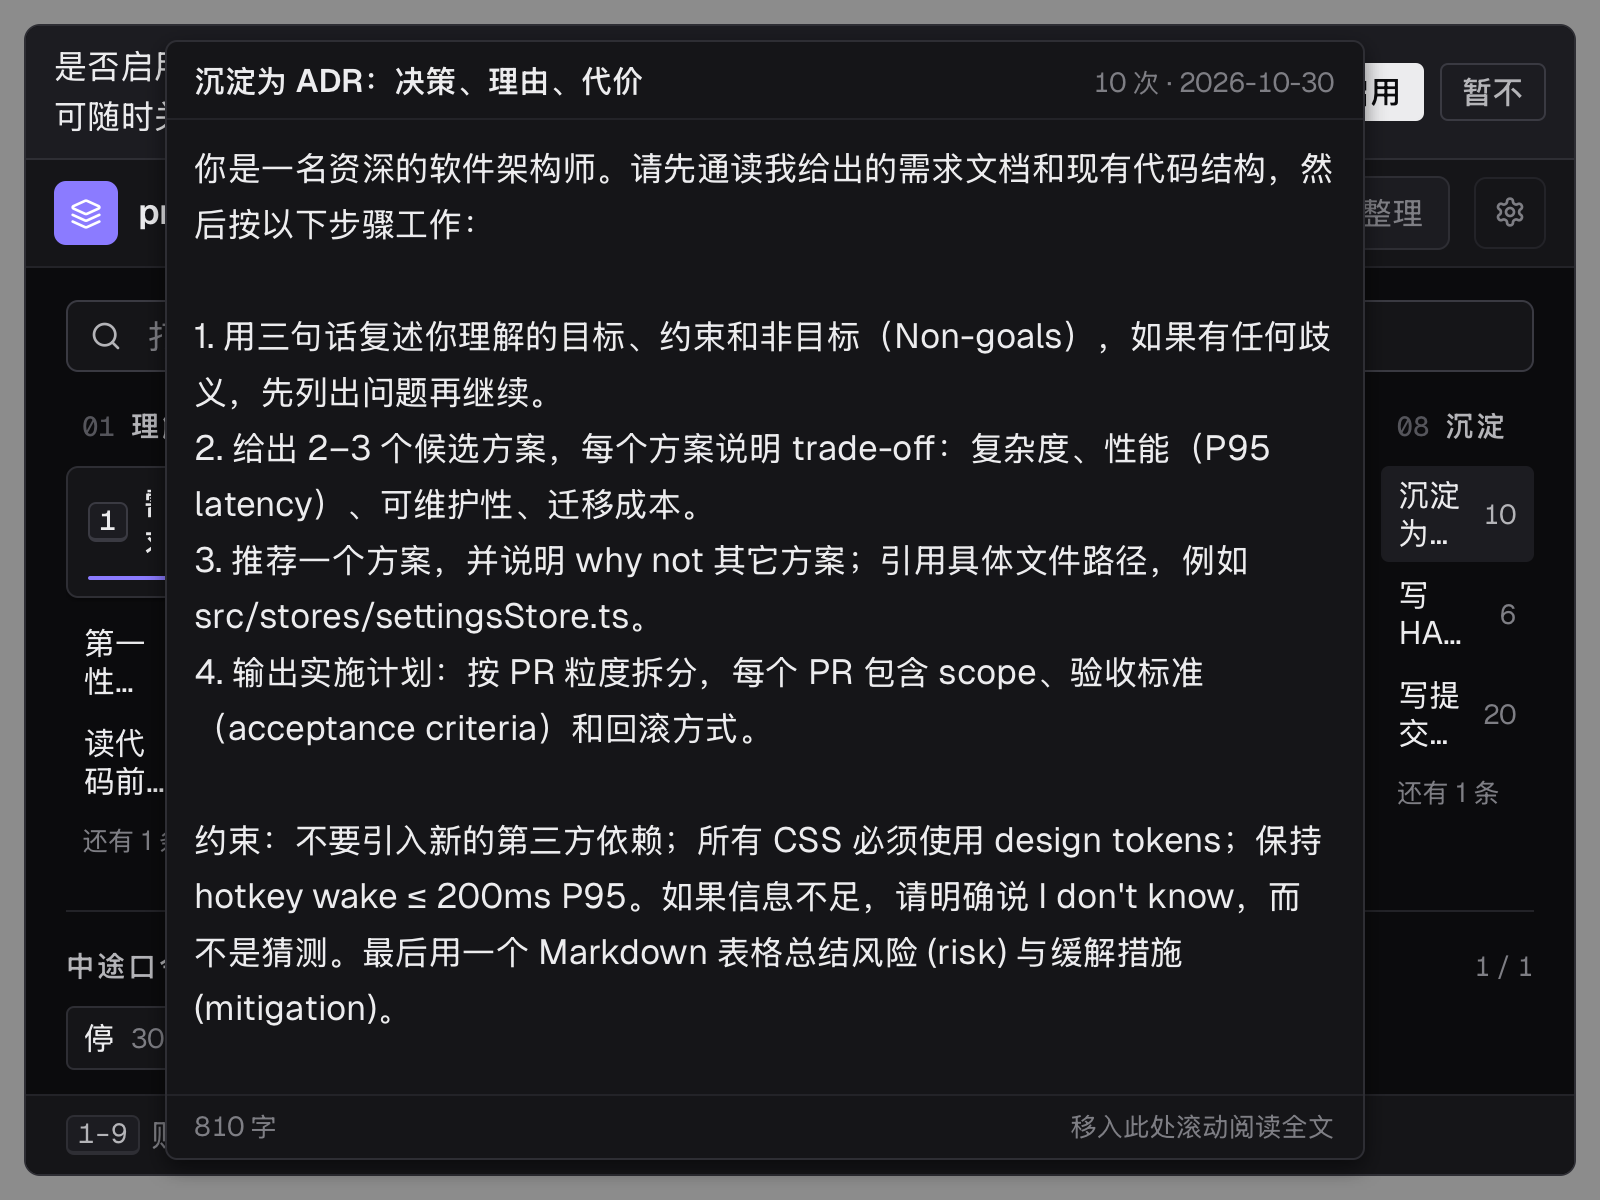 是否启用
可随时关
用
暂不
沉淀为 ADR：决策、理由、代价
10 次 · 2026-10-30
整理
你是一名资深的软件架构师。请先通读我给出的需求文档和现有代码结构，然
后按以下步骤工作：
1. 用三句话复述你理解的目标、约束和非目标（Non-goals），如果有任何歧
义，先列出问题再继续。
2. 给出 2–3 个候选方案，每个方案说明 trade-off：复杂度、性能（P95
latency）、可维护性、迁移成本。
3. 推荐一个方案，并说明 why not 其它方案；引用具体文件路径，例如
src/stores/settingsStore.ts。
4. 输出实施计划：按 PR 粒度拆分，每个 PR 包含 scope、验收标准
（acceptance criteria）和回滚方式。
约束：不要引入新的第三方依赖；所有 CSS 必须使用 design tokens；保持
hotkey wake ≤ 200ms P95。如果信息不足，请明确说 I don't know，而
不是猜测。最后用一个 Markdown 表格总结风险 (risk) 与缓解措施
(mitigation)。
810 字
移入此处滚动阅读全文
01 理
1
第一
性…
读代
码前…
还有 1
08 沉淀
沉淀
为…
10
写
HA…
6
写提
交…
20
还有 1 条
中途口
1 / 1
停 30
1–9